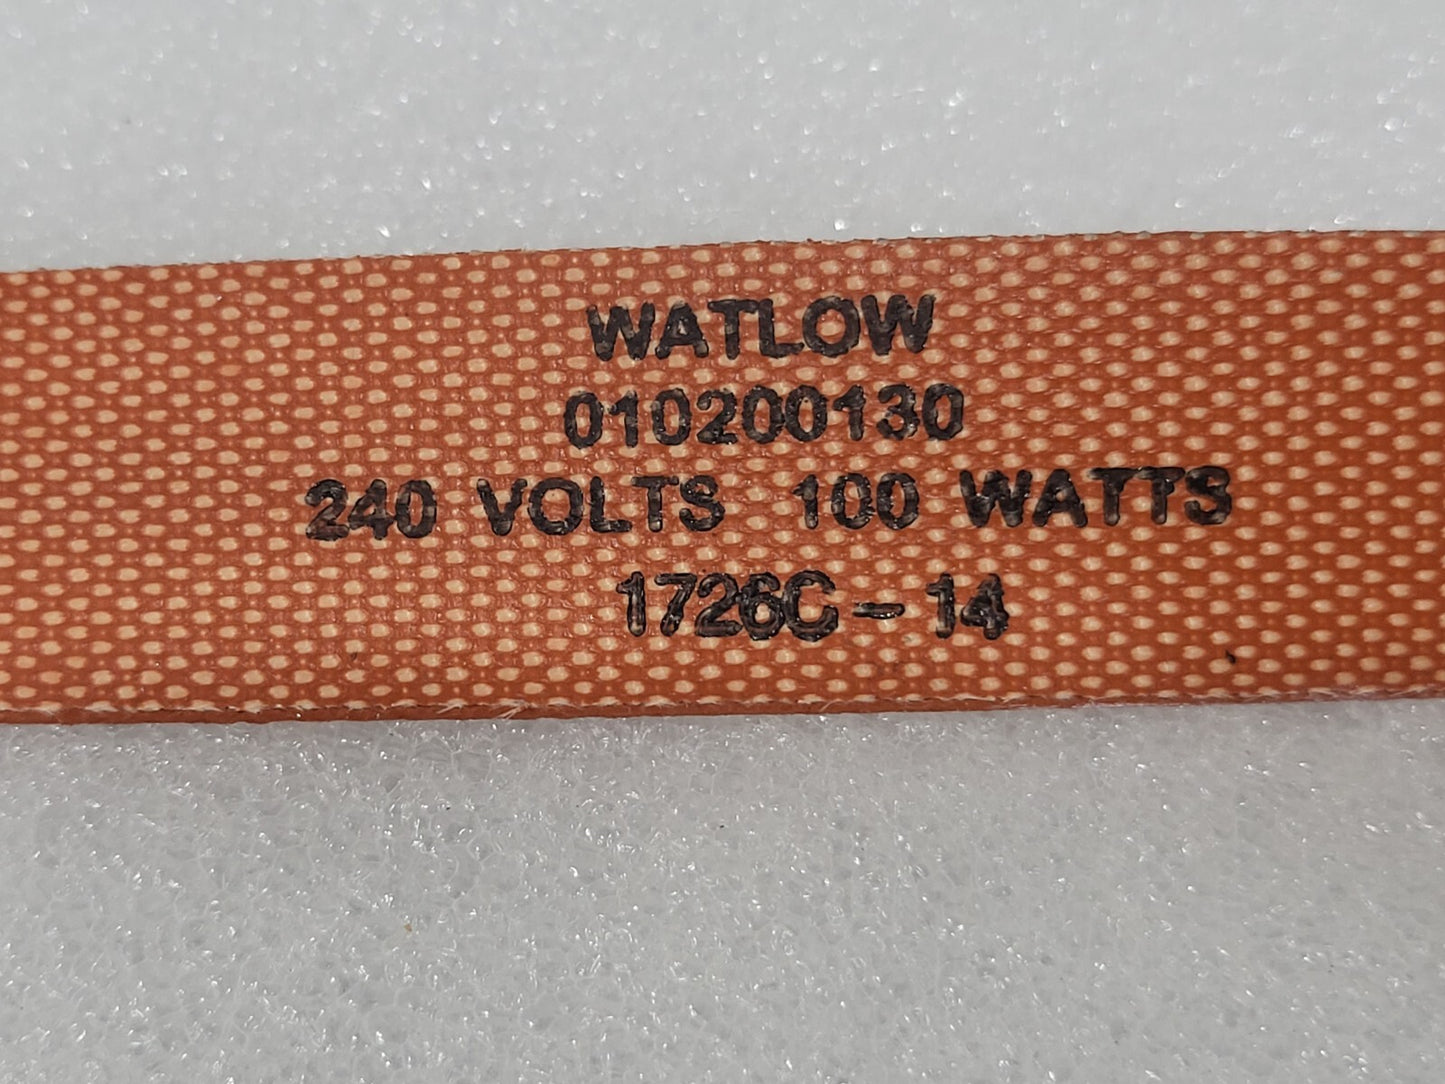 WATLOW
010200130
240 VOLTS 100 WATTS
1726C-14